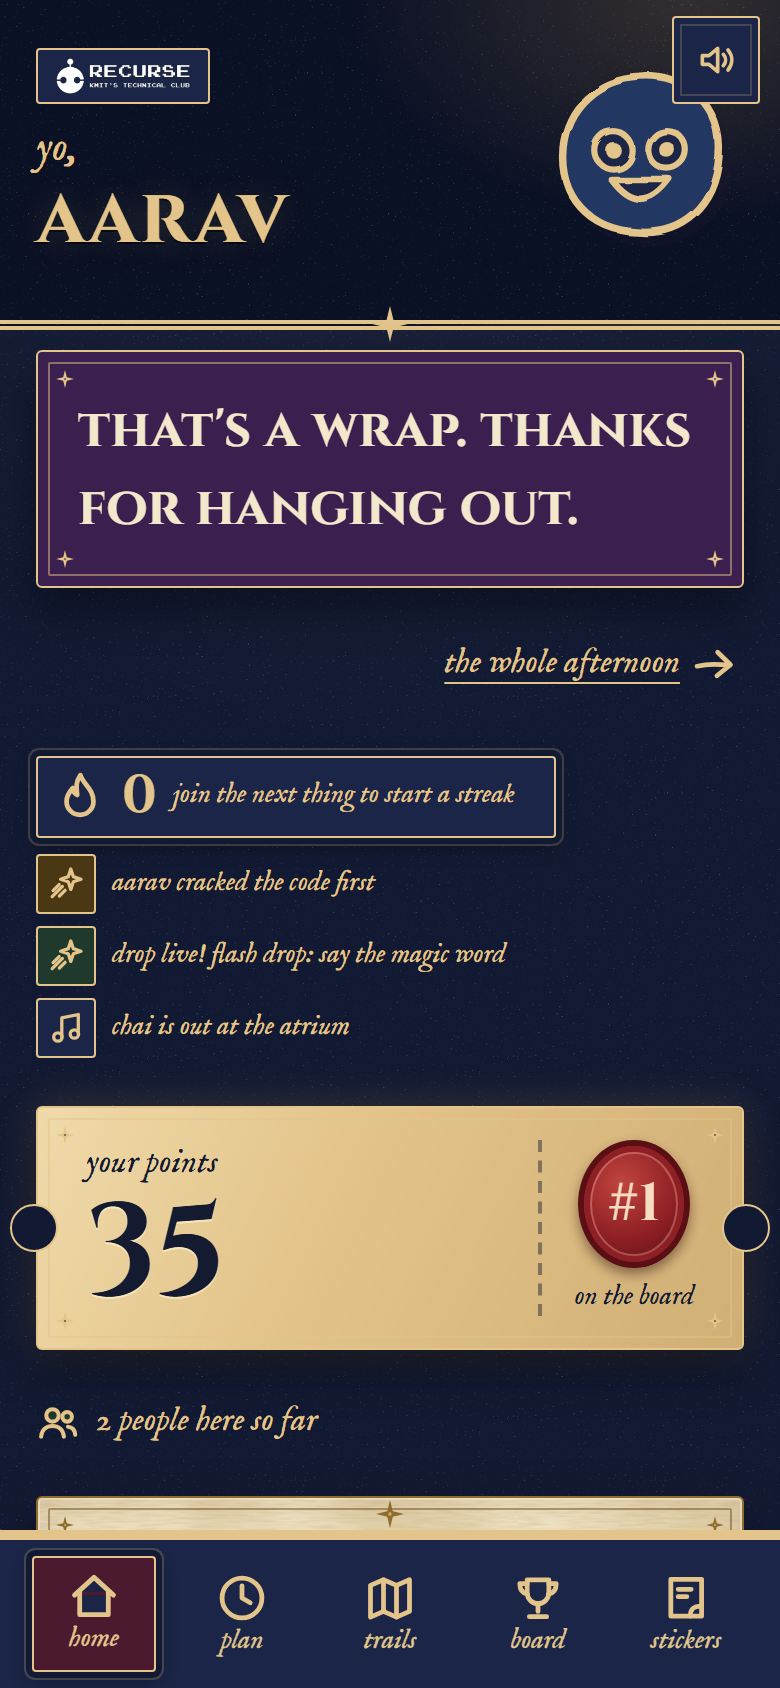 RECURSE
KMIT'S TECHNICAL CLUB
yo,
AARAV
THAT'S A WRAP. THANKS
FOR HANGING OUT.
the whole afternoon
0 join the next thing to start a streak
aarav cracked the code first
drop live! flash drop: say the magic word
chai is out at the atrium
your points
35
#1
on the board
2 people here so far
home
plan
trails
board
stickers